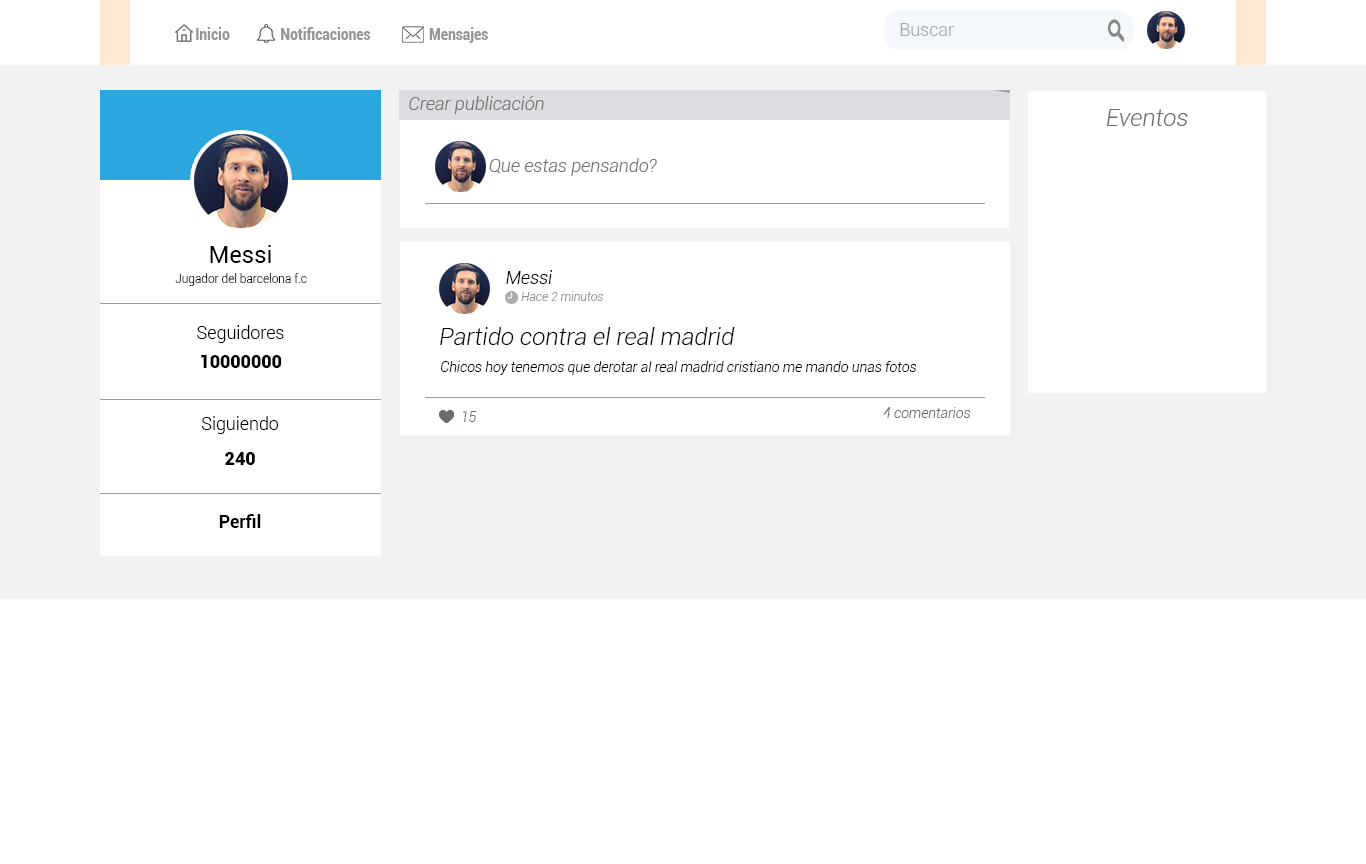 Inicio
Notificaciones
Mensajes
Buscar
Messi
Jugador del barcelona f.c
Seguidores
10000000
Siguiendo
240
Perfil
Crear publicación
Que estas pensando?
Messi
Hace 2 minutos
Partido contra el real madrid
Chicos hoy tenemos que derotar al real madrid cristiano me mando unas fotos
15
4 comentarios
Eventos